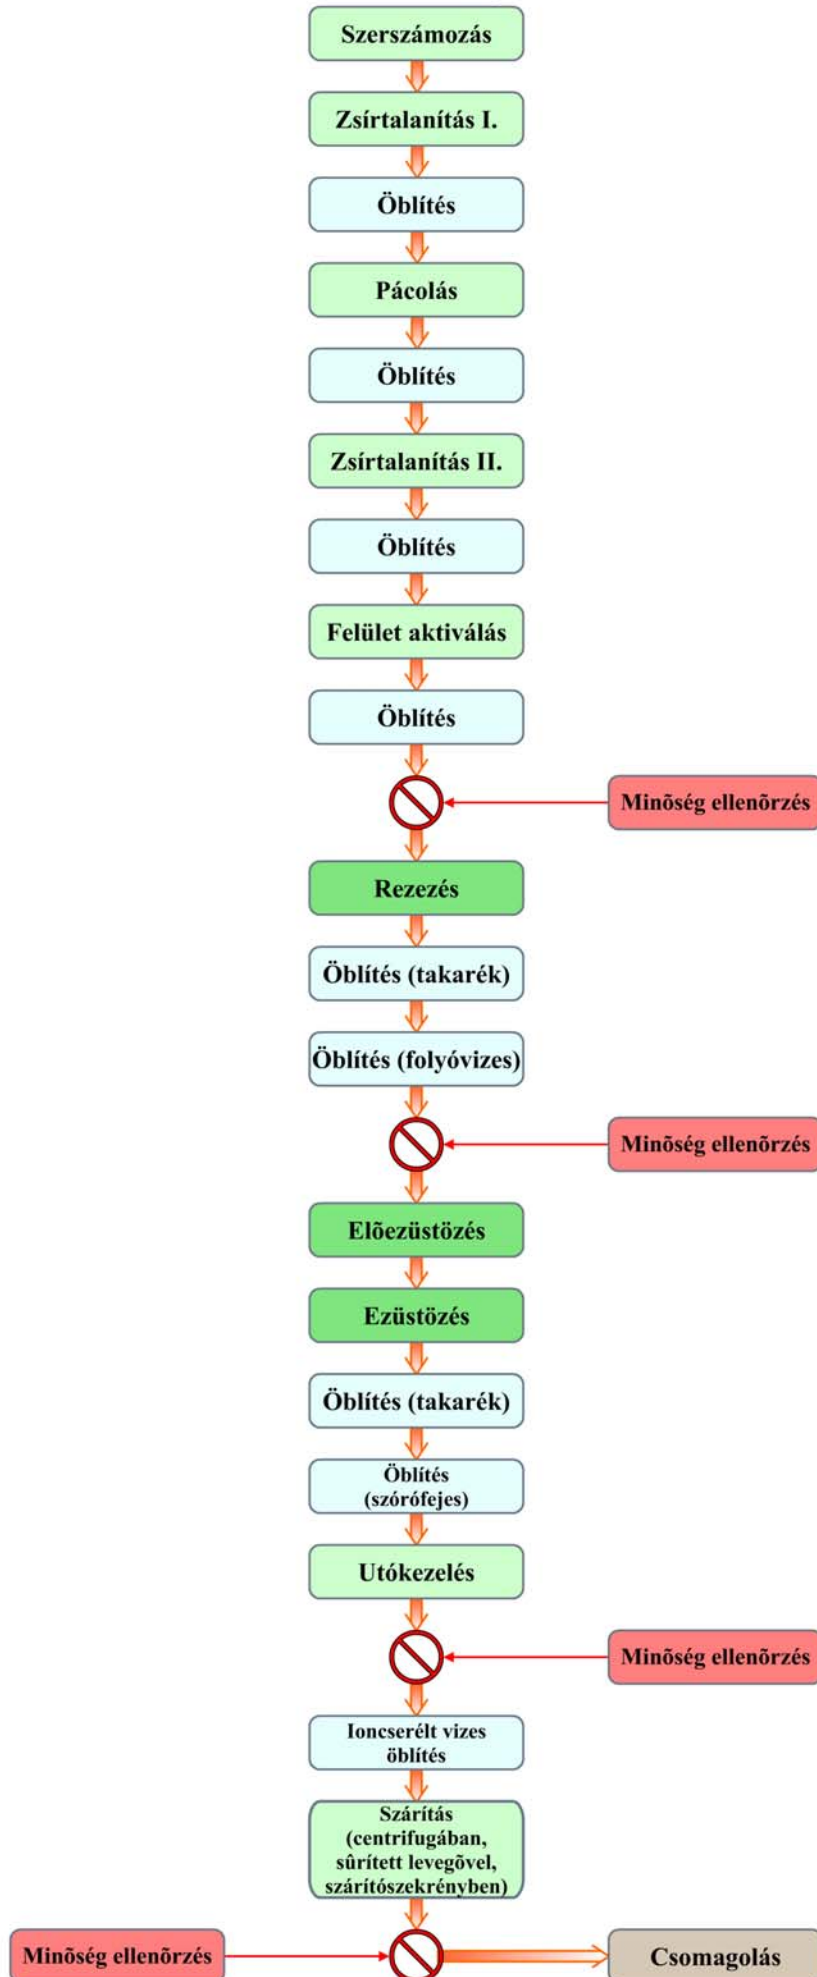 Szerszámozás
Zsírtalanítás I.
Öblítés
Pácolás
Öblítés
Zsírtalanítás II.
Öblítés
Felület aktiválás
Öblítés
Minõség ellenõrzés
Rezezés
Öblítés (takarék)
Öblítés (folyóvizes)
Minõség ellenõrzés
Elõezüstözés
Ezüstözés
Öblítés (takarék)
Öblítés
(szórófejes)
Utókezelés
Minõség ellenõrzés
Ioncserélt vizes
öblítés
Szárítás
(centrifugában,
sûrített levegõvel,
szárítószekrényben)
Minõség ellenõrzés
Csomagolás